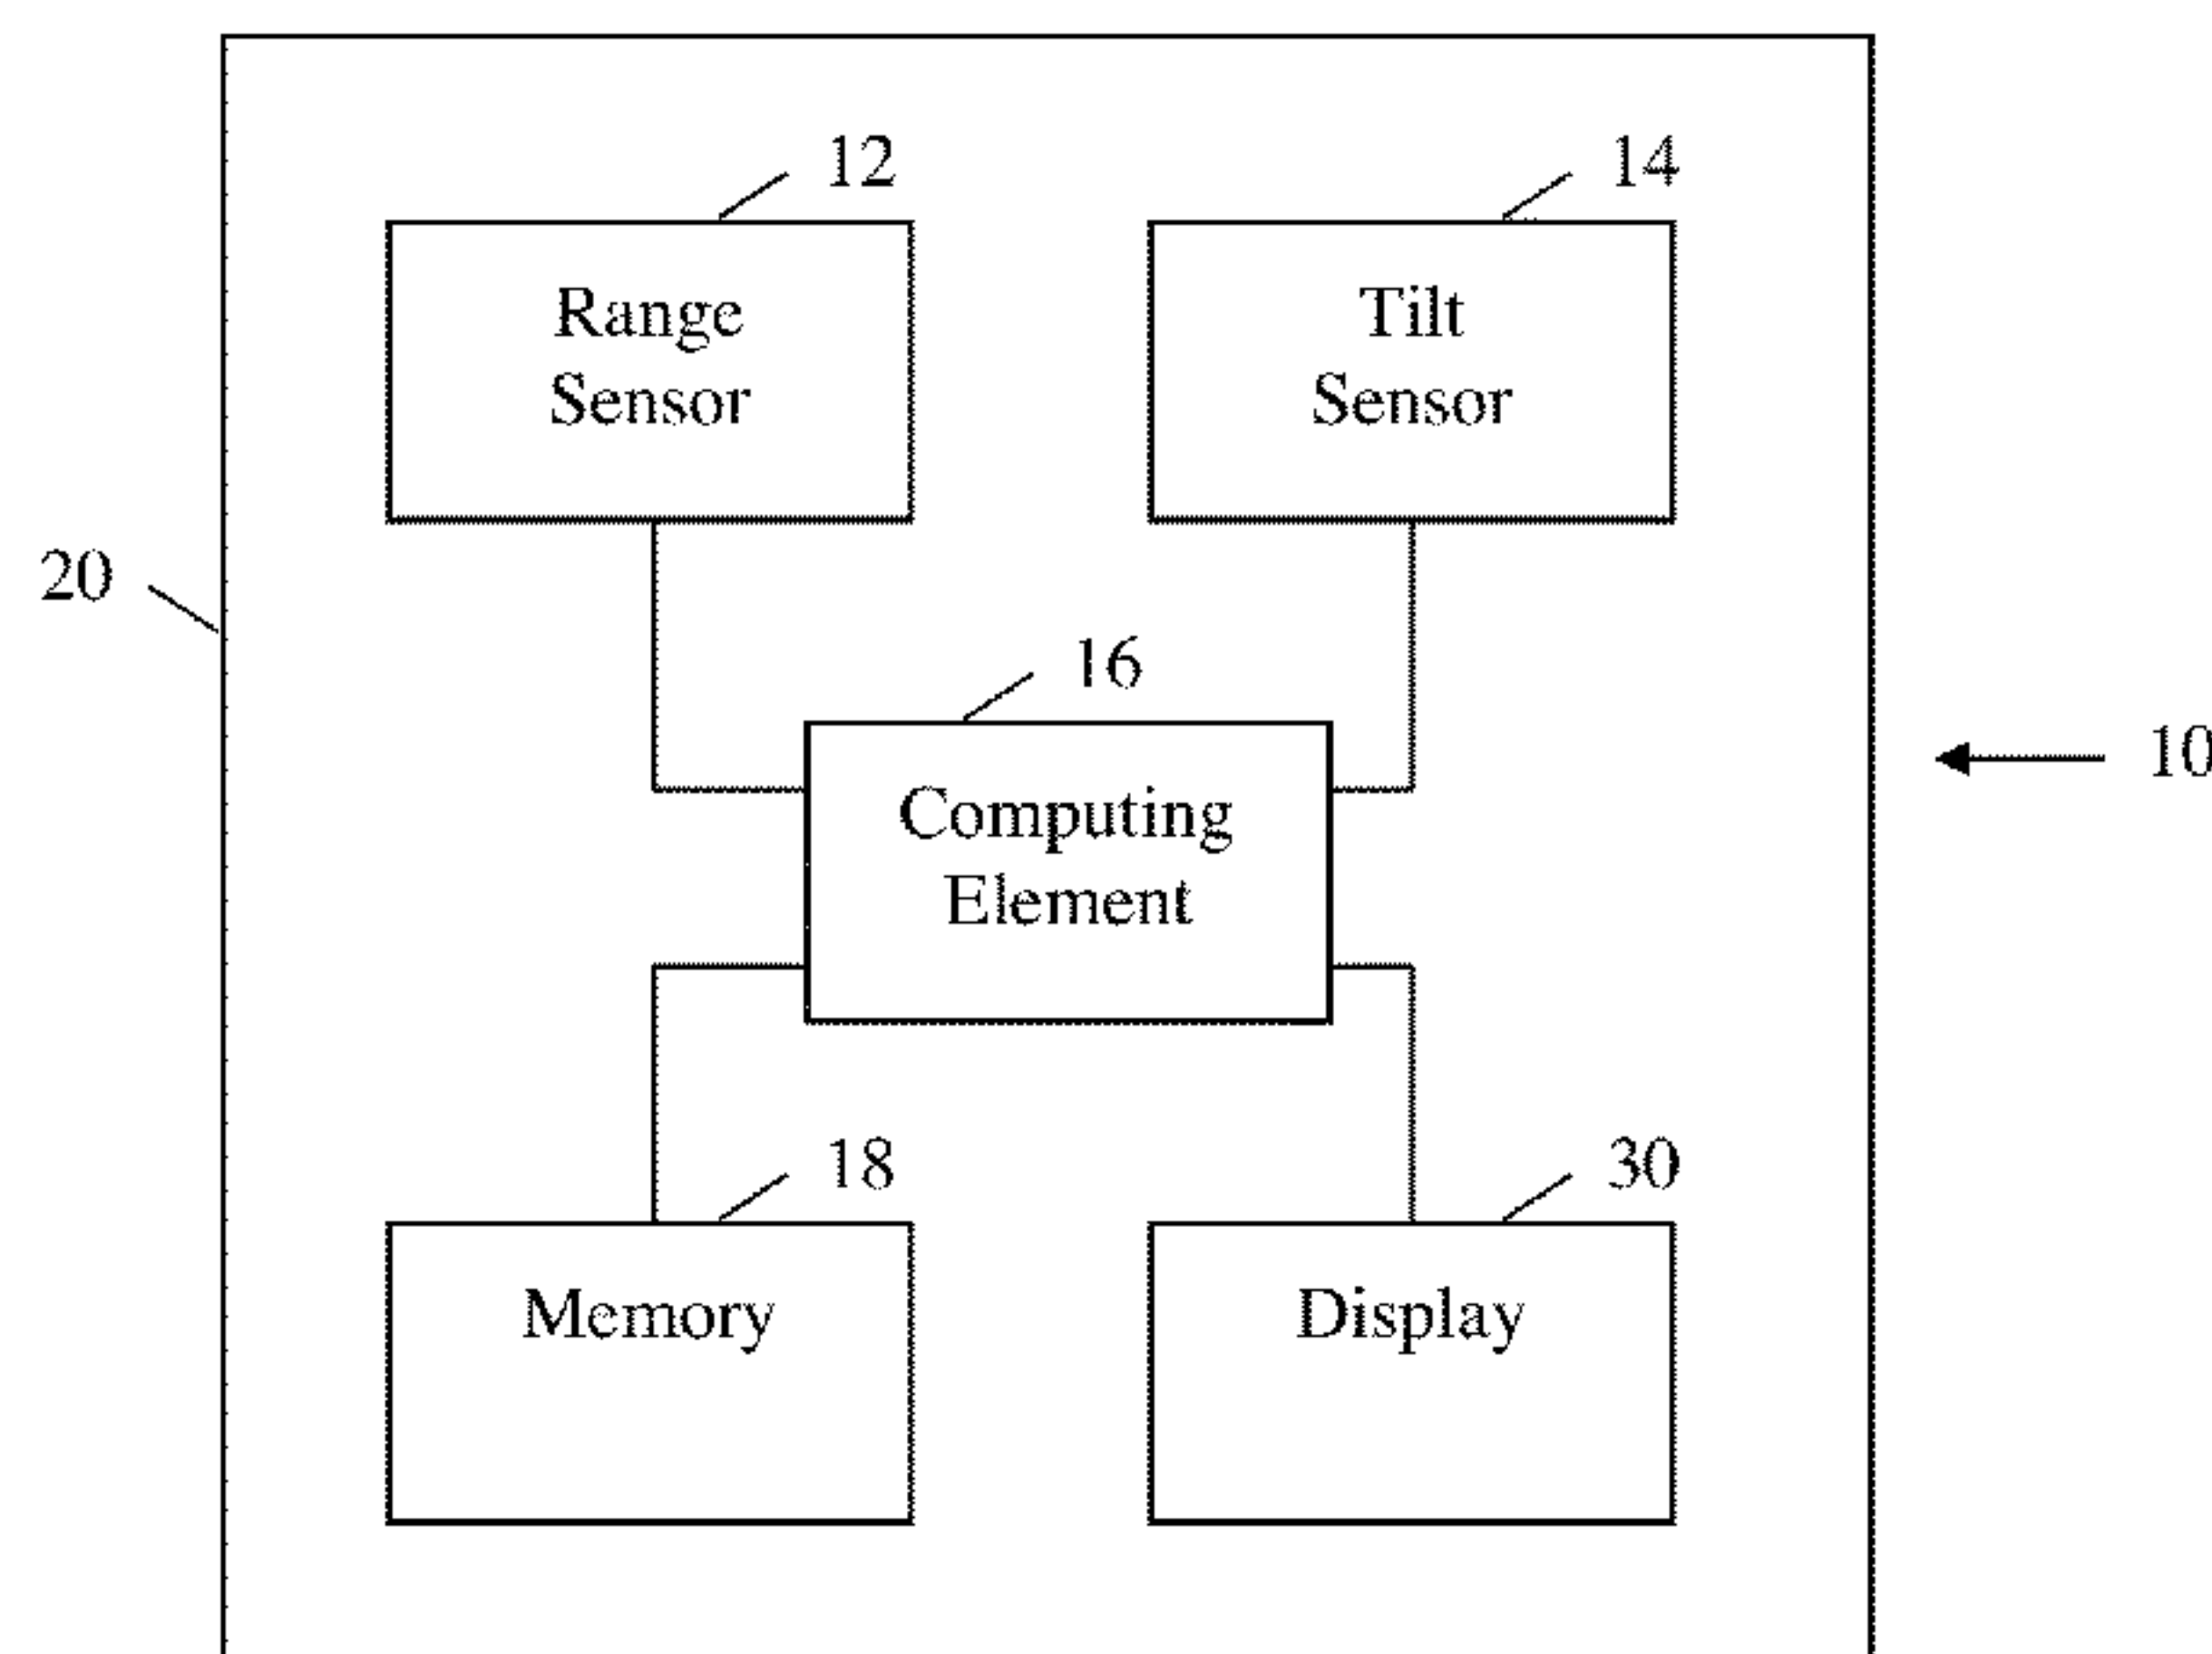 12
14
Range
Sensor
Tilt
Sensor
20
16
10
Computing
Element
18
30
Memory
Display